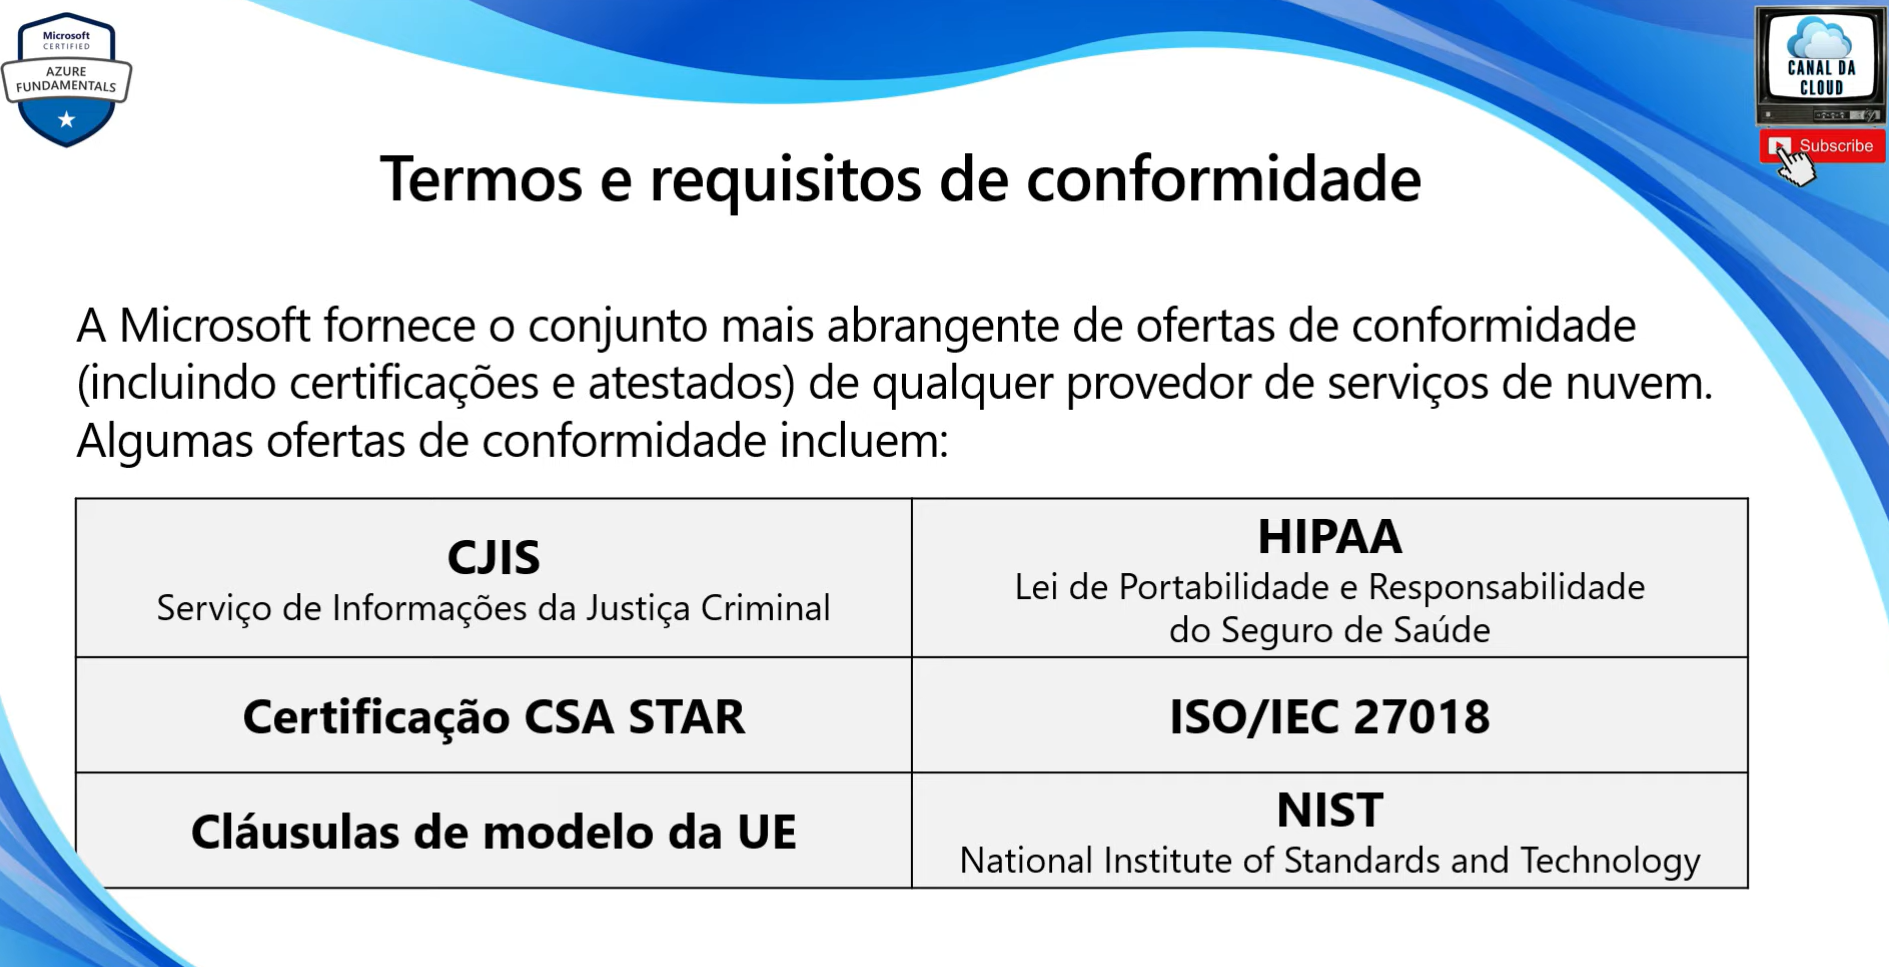 Microsoft
CERTIFIED
AZURE
FUNDAMENTALS
CANAL DA
CLOUD
Subscribe
Termos e requisitos de conformidade
A Microsoft fornece o conjunto mais abrangente de ofertas de conformidade
(incluindo certificações e atestados) de qualquer provedor de serviços de nuvem.
Algumas ofertas de conformidade incluem:
CJIS
Serviço de Informações da Justiça Criminal
HIPAA
Lei de Portabilidade e Responsabilidade
do Seguro de Saúde
Certificação CSA STAR
ISO/IEC 27018
Cláusulas de modelo da UE
NIST
National Institute of Standards and Technology